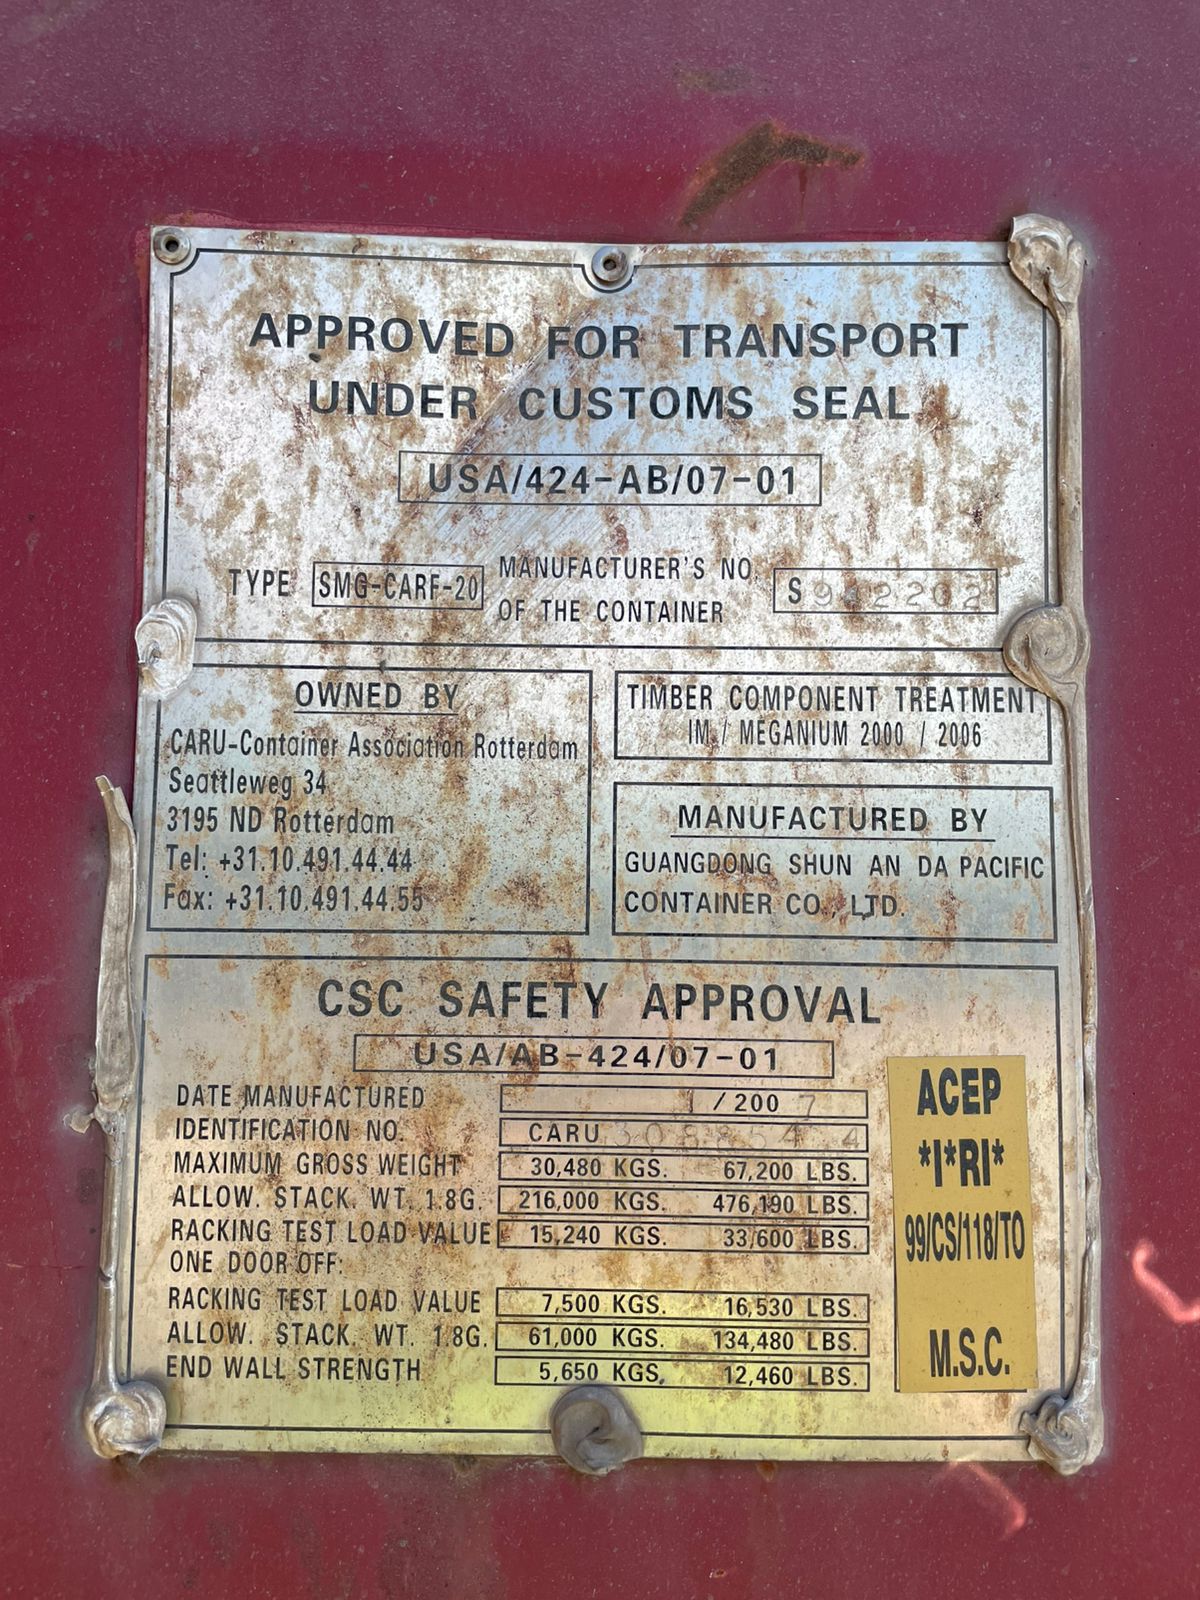 APPROVED FOR TRANSPORT
UNDER CUSTOMS SEAL
USA/424-AB/07-01
TYPE SMG-CARF-20 MANUFACTURER'S NO.
OF THE CONTAINER S 942202
OWNED BY
CARU-Container Association Rotterdam
Seattleweg 34
3195 ND Rotterdam
Tel: +31.10.491.44.44
Fax: +31.10.491.44.55
TIMBER COMPONENT TREATMENT
IM / MEGANIUM 2000 / 2006
MANUFACTURED BY
GUANGDONG SHUN AN DA PACIFIC
CONTAINER CO., LTD.
CSC SAFETY APPROVAL
USA/AB-424/07-01
DATE MANUFACTURED 1 / 2007
IDENTIFICATION NO. CARU
MAXIMUM GROSS WEIGHT 30,480 KGS. 67,200 LBS.
ALLOW. STACK. WT. 1.8G. 216,000 KGS. 476,190 LBS.
RACKING TEST LOAD VALUE 15,240 KGS. 33,600 LBS.
ONE DOOR OFF:
RACKING TEST LOAD VALUE 7,500 KGS. 16,530 LBS.
ALLOW. STACK. WT. 1.8G. 61,000 KGS. 134,480 LBS.
END WALL STRENGTH 5,650 KGS. 12,460 LBS.
ACEP
*I*RI*
99/CS/118/TO
M.S.C.